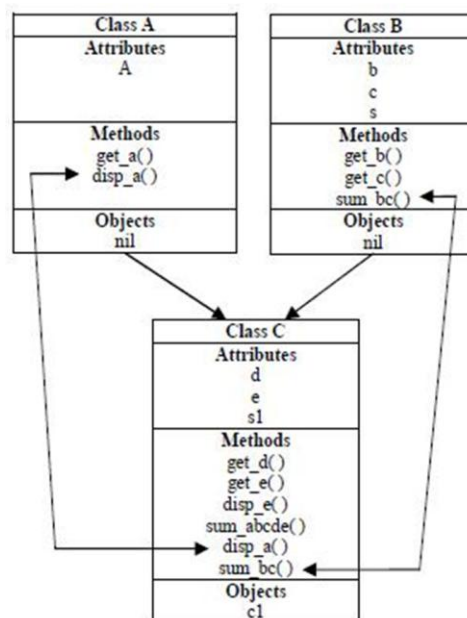 Class A
Attributes
A
Methods
get_a( )
disp_a( )
Objects
nil
Class B
Attributes
b
c
s
Methods
get_b( )
get_c( )
sum_bc( )
Objects
nil
Class C
Attributes
d
e
s1
Methods
get_d( )
get_e( )
disp_e( )
sum_abcde( )
disp_a( )
sum_bc( )
Objects
c1